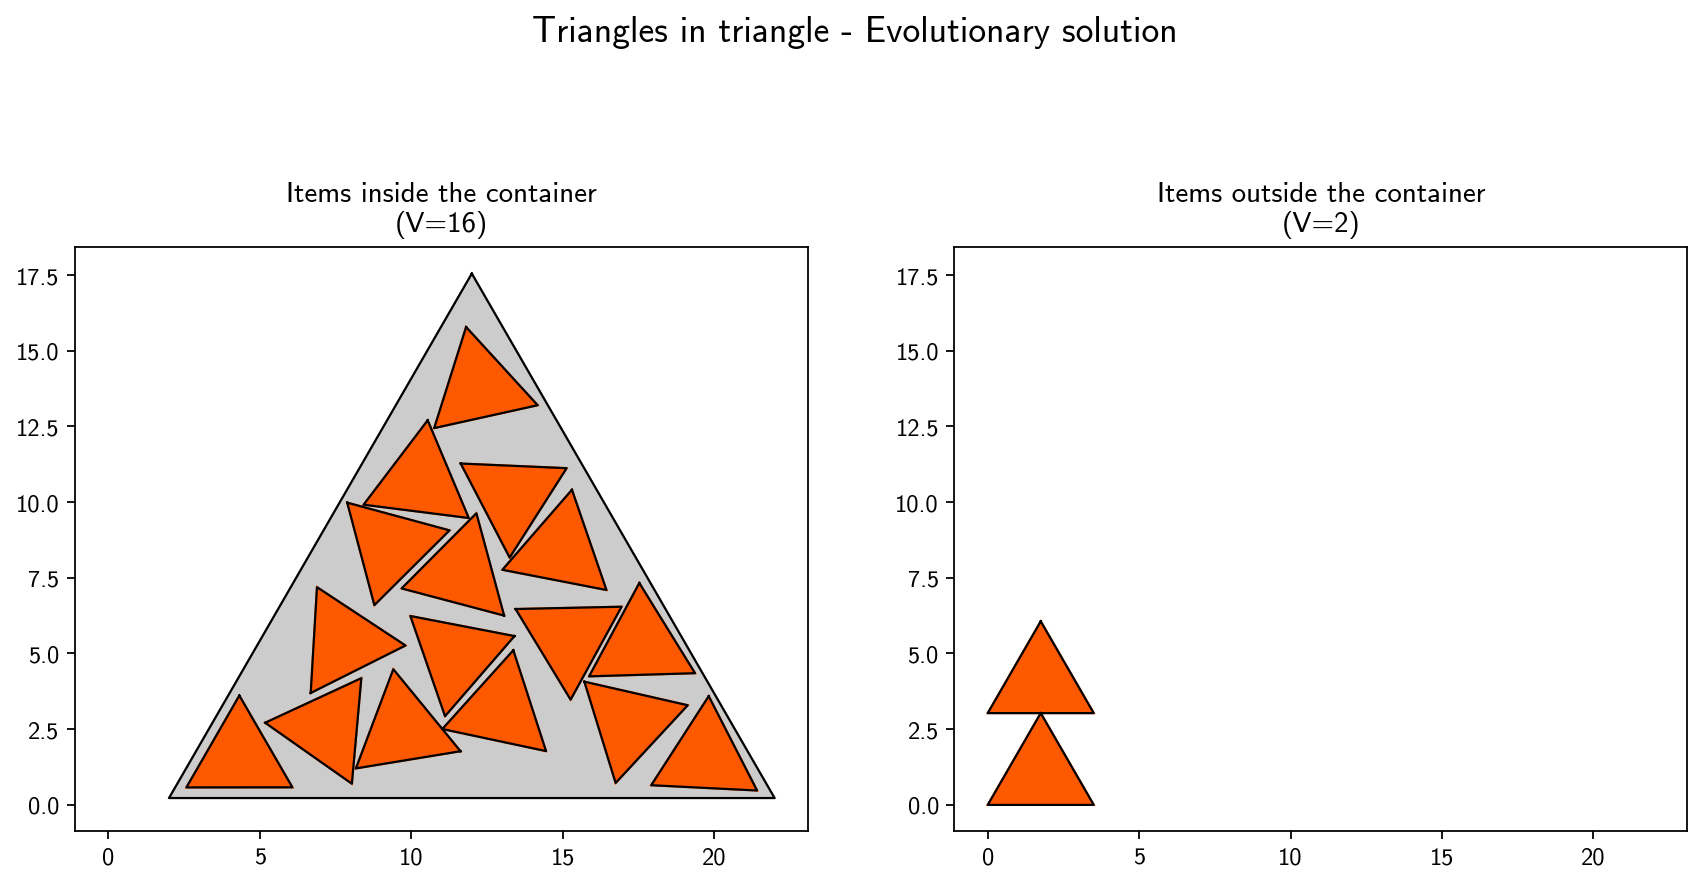 Triangles in triangle - Evolutionary solution
Items inside the container
(V=16)
17.5
15.0
12.5
10.0
7.5
5.0
2.5
0.0
0 5 10 15 20
Items outside the container
(V=2)
17.5
15.0
12.5
10.0
7.5
5.0
2.5
0.0
0 5 10 15 20